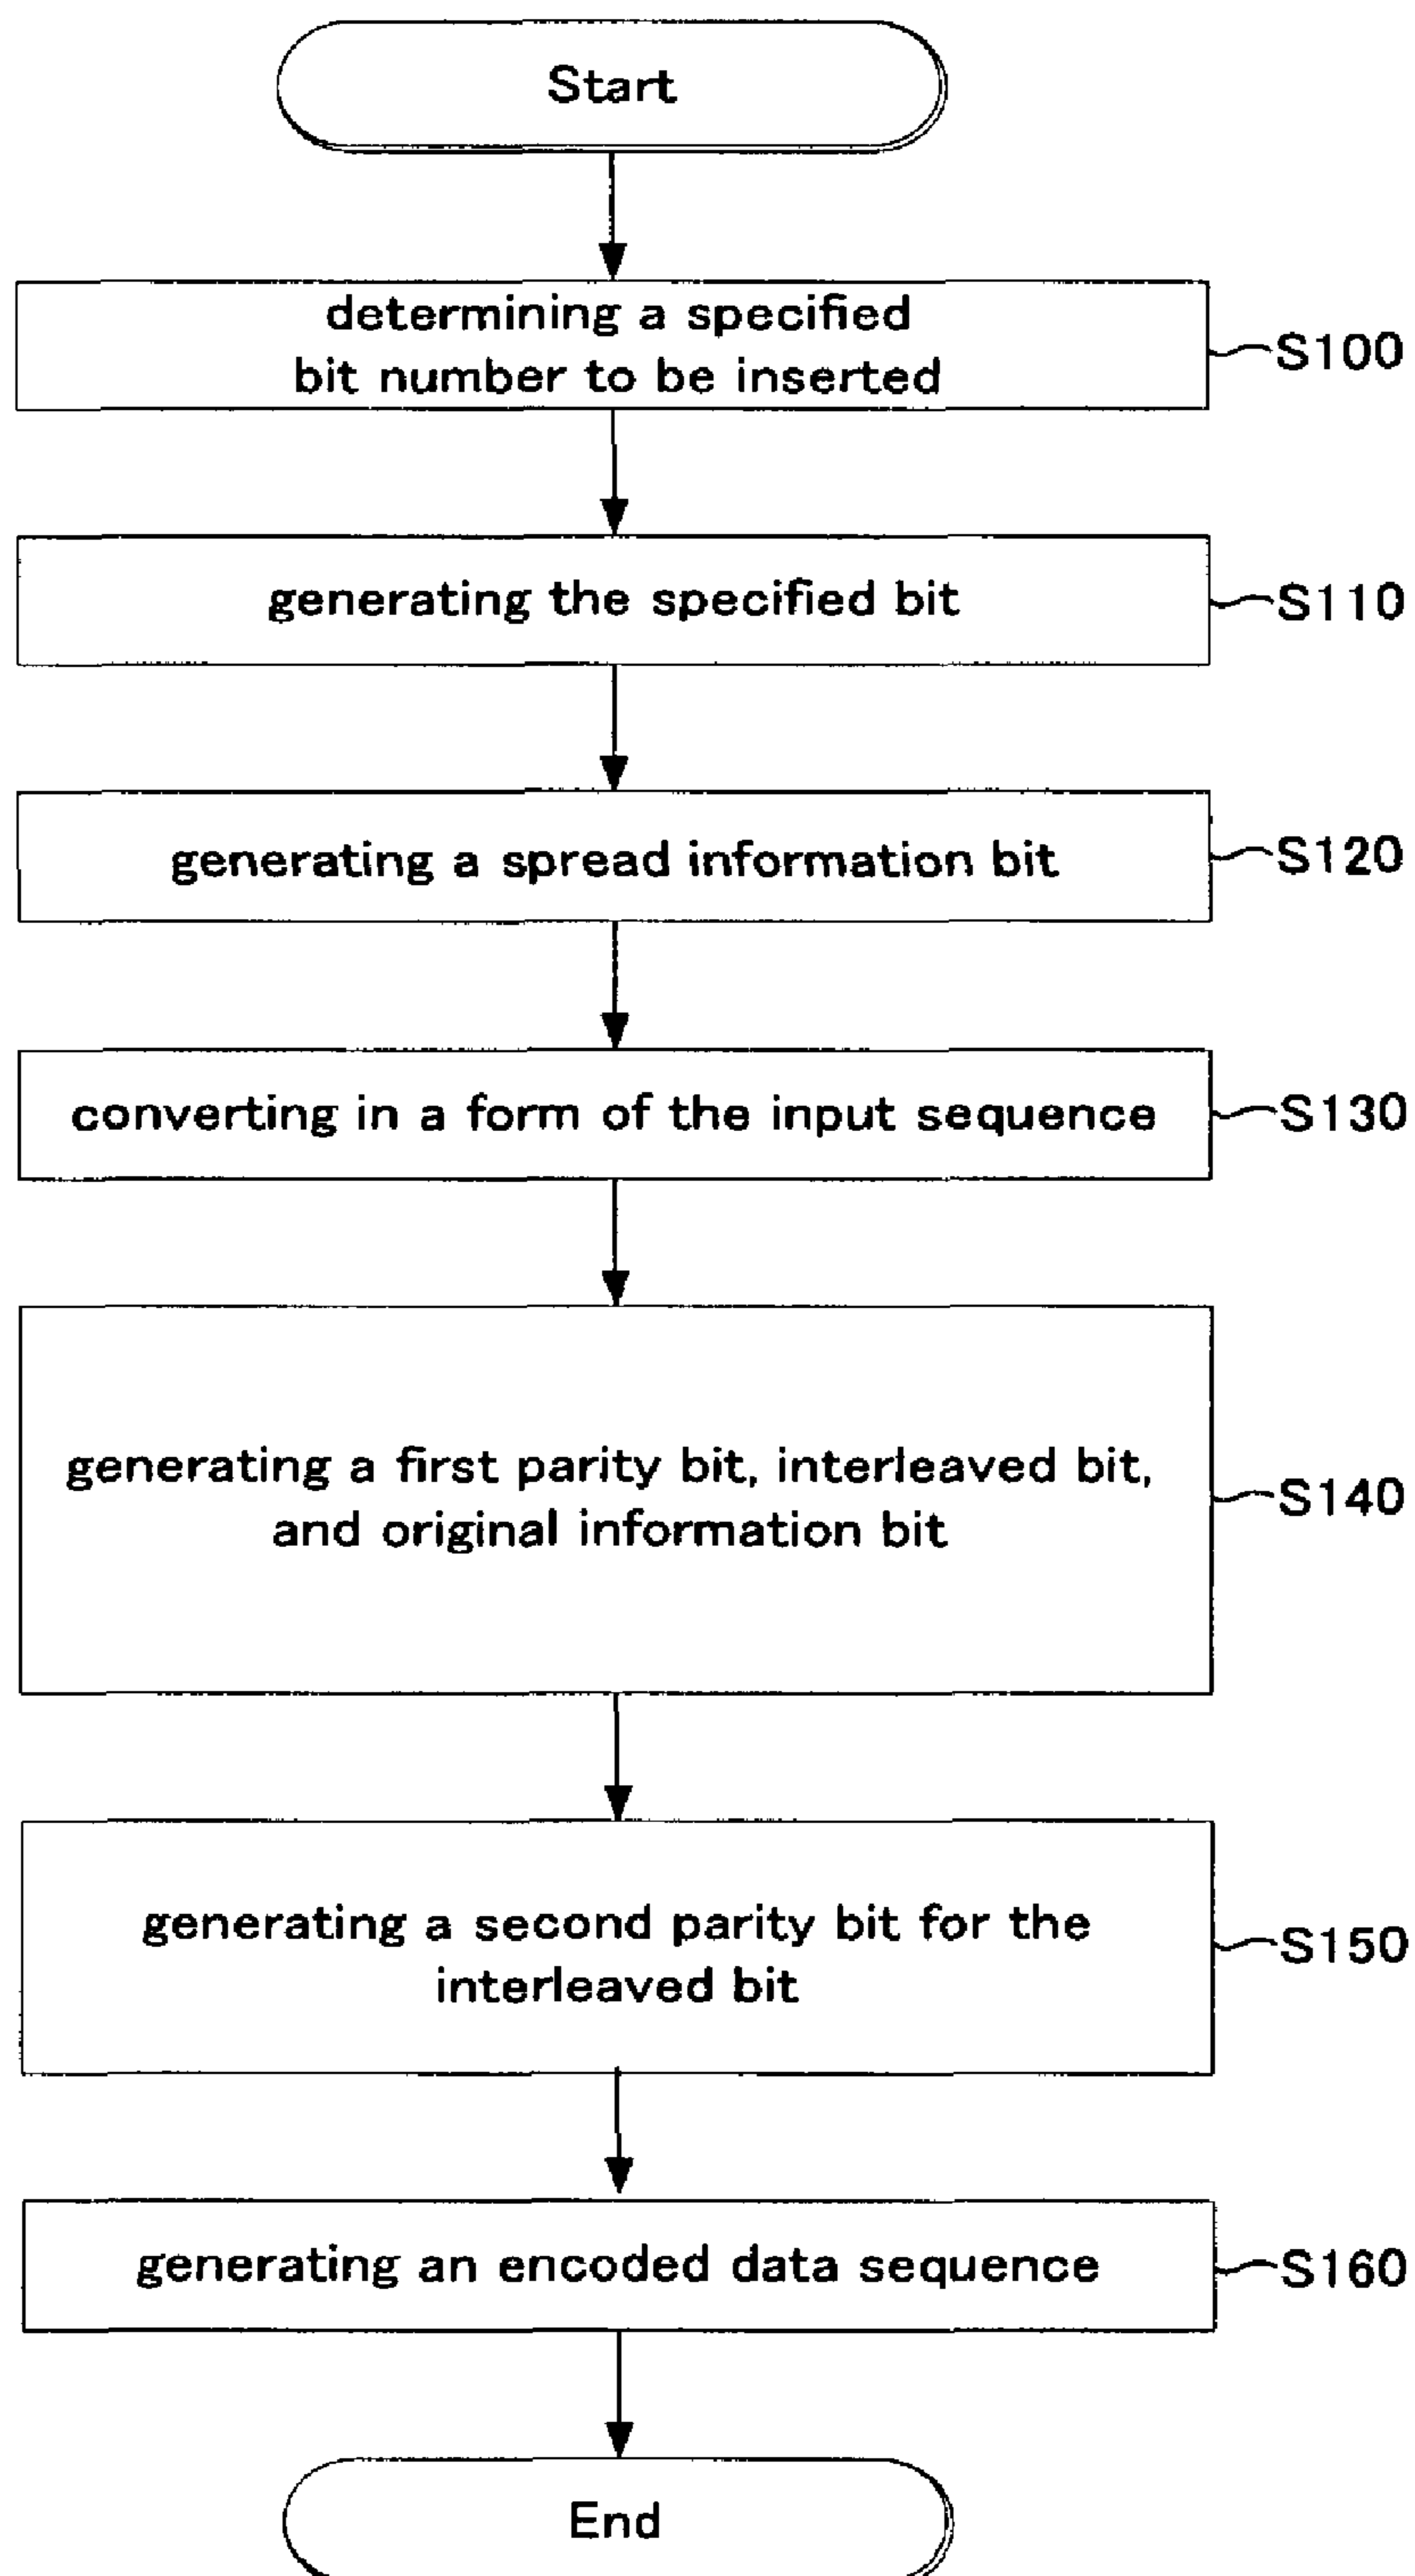 Start
determining a specified
bit number to be inserted
S100
generating the specified bit
S110
generating a spread information bit
S120
converting in a form of the input sequence
S130
generating a first parity bit, interleaved bit,
and original information bit
S140
generating a second parity bit for the
interleaved bit
S150
generating an encoded data sequence
S160
End